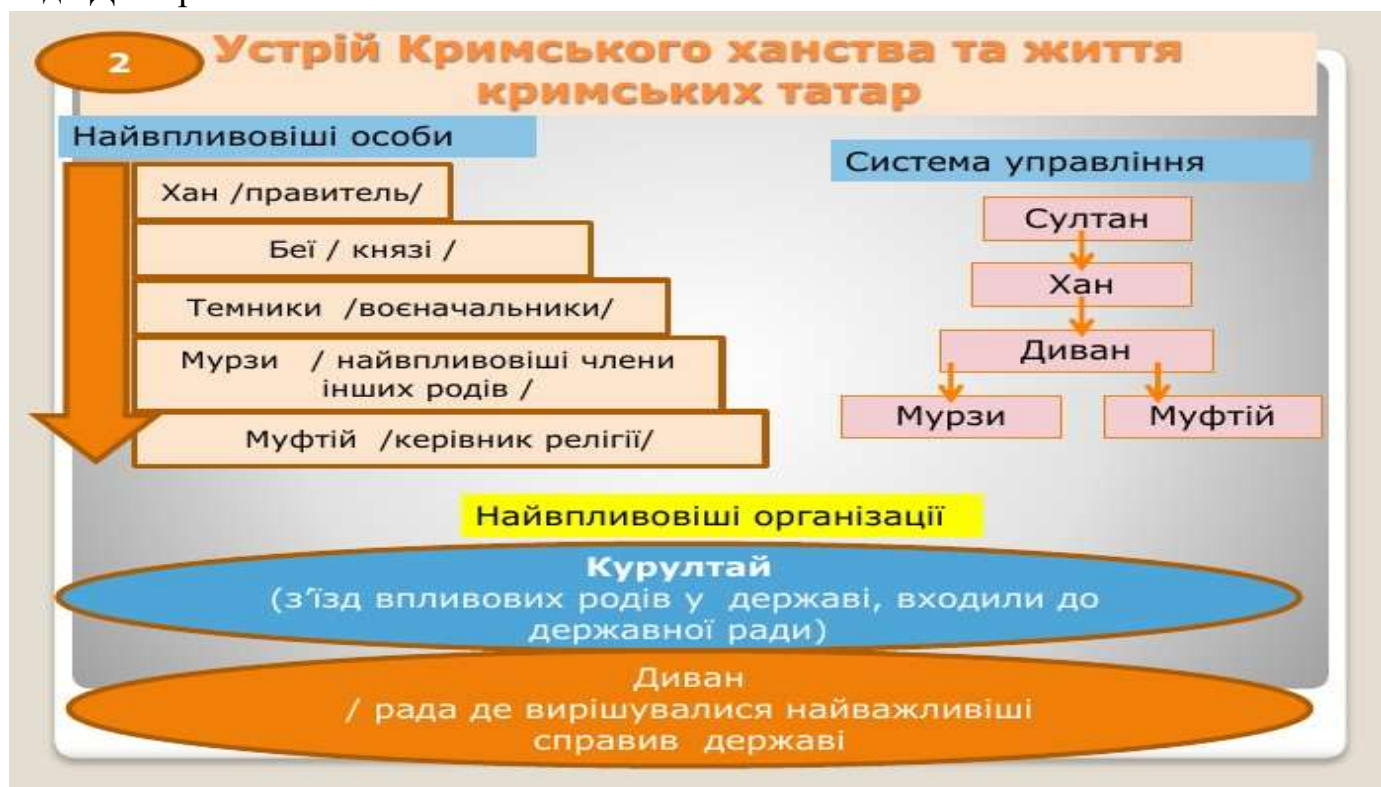 2
Устрій Кримського ханства та життя
кримських татар
Найвпливовіші особи
Хан /правитель/
Беї / князі /
Темники /воєначальники/
Мурзи / найвпливовіші члени
інших родів /
Муфтій /керівник релігії/
Система управління
Султан
Хан
Диван
Мурзи
Муфтій
Найвпливовіші організації
Курултай
(з’їзд впливових родів у державі, входили до
державної ради)
Диван
/ рада де вирішувалися найважливіші
справив державі